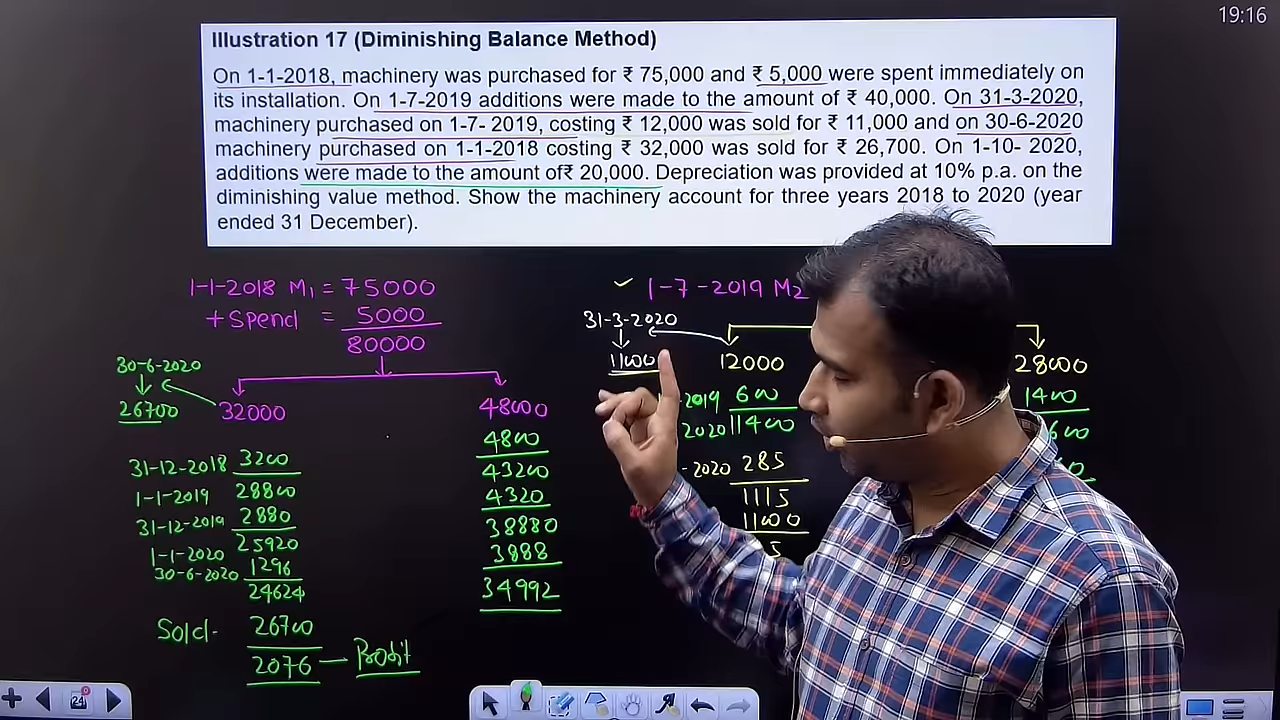 19:16
Illustration 17 (Diminishing Balance Method)
On 1-1-2018, machinery was purchased for ₹ 75,000 and ₹ 5,000 were spent immediately on
its installation. On 1-7-2019 additions were made to the amount of ₹ 40,000. On 31-3-2020,
machinery purchased on 1-7- 2019, costing ₹ 12,000 was sold for ₹ 11,000 and on 30-6-2020
machinery purchased on 1-1-2018 costing ₹ 32,000 was sold for ₹ 26,700. On 1-10- 2020,
additions were made to the amount of₹ 20,000. Depreciation was provided at 10% p.a. on the
diminishing value method. Show the machinery account for three years 2018 to 2020 (year
ended 31 December).
1-1-2018 M₁ = 75000
+Spend = 5000
80000
30-6-2020
26700
32000
48000
31-12-2018 3200
1-1-2019 28800
31-12-2019 2880
1-1-2020 25920
30-6-2020 1296
24624
Sold- 26700
2076 — Profit
4800
43200
4320
38880
3888
34992
✓ 1-7-2019 M2
31-3-2020
11000
12000
28000
2019 600
2020 11400
-2020 285
1115
11000
5
1400
600
0
24